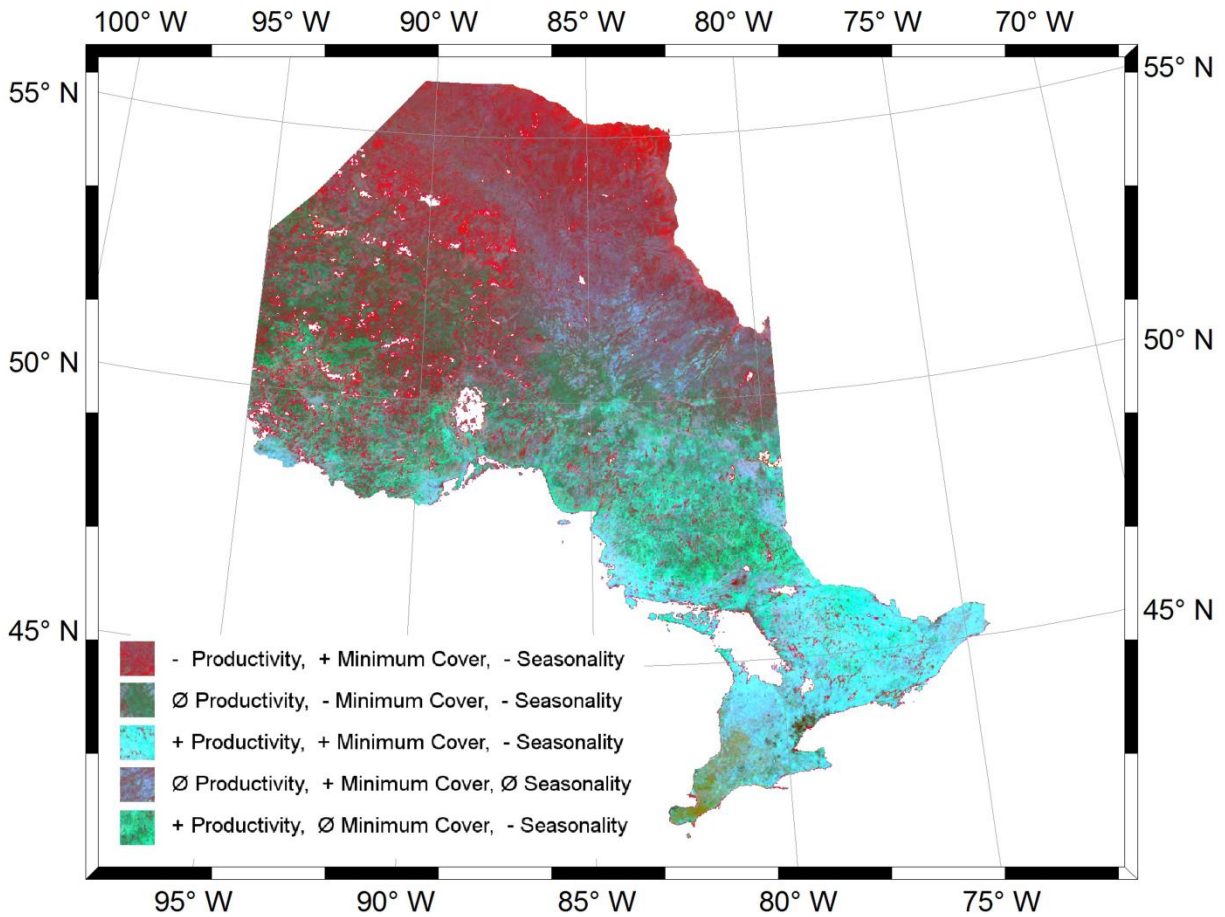 100° W 95° W 90° W 85° W 80° W 75° W 70° W
55° N 55° N
50° N 50° N
45° N 45° N
- Productivity, + Minimum Cover, - Seasonality
Ø Productivity, - Minimum Cover, - Seasonality
+ Productivity, + Minimum Cover, - Seasonality
Ø Productivity, + Minimum Cover, Ø Seasonality
+ Productivity, Ø Minimum Cover, - Seasonality
95° W 90° W 85° W 80° W 75° W